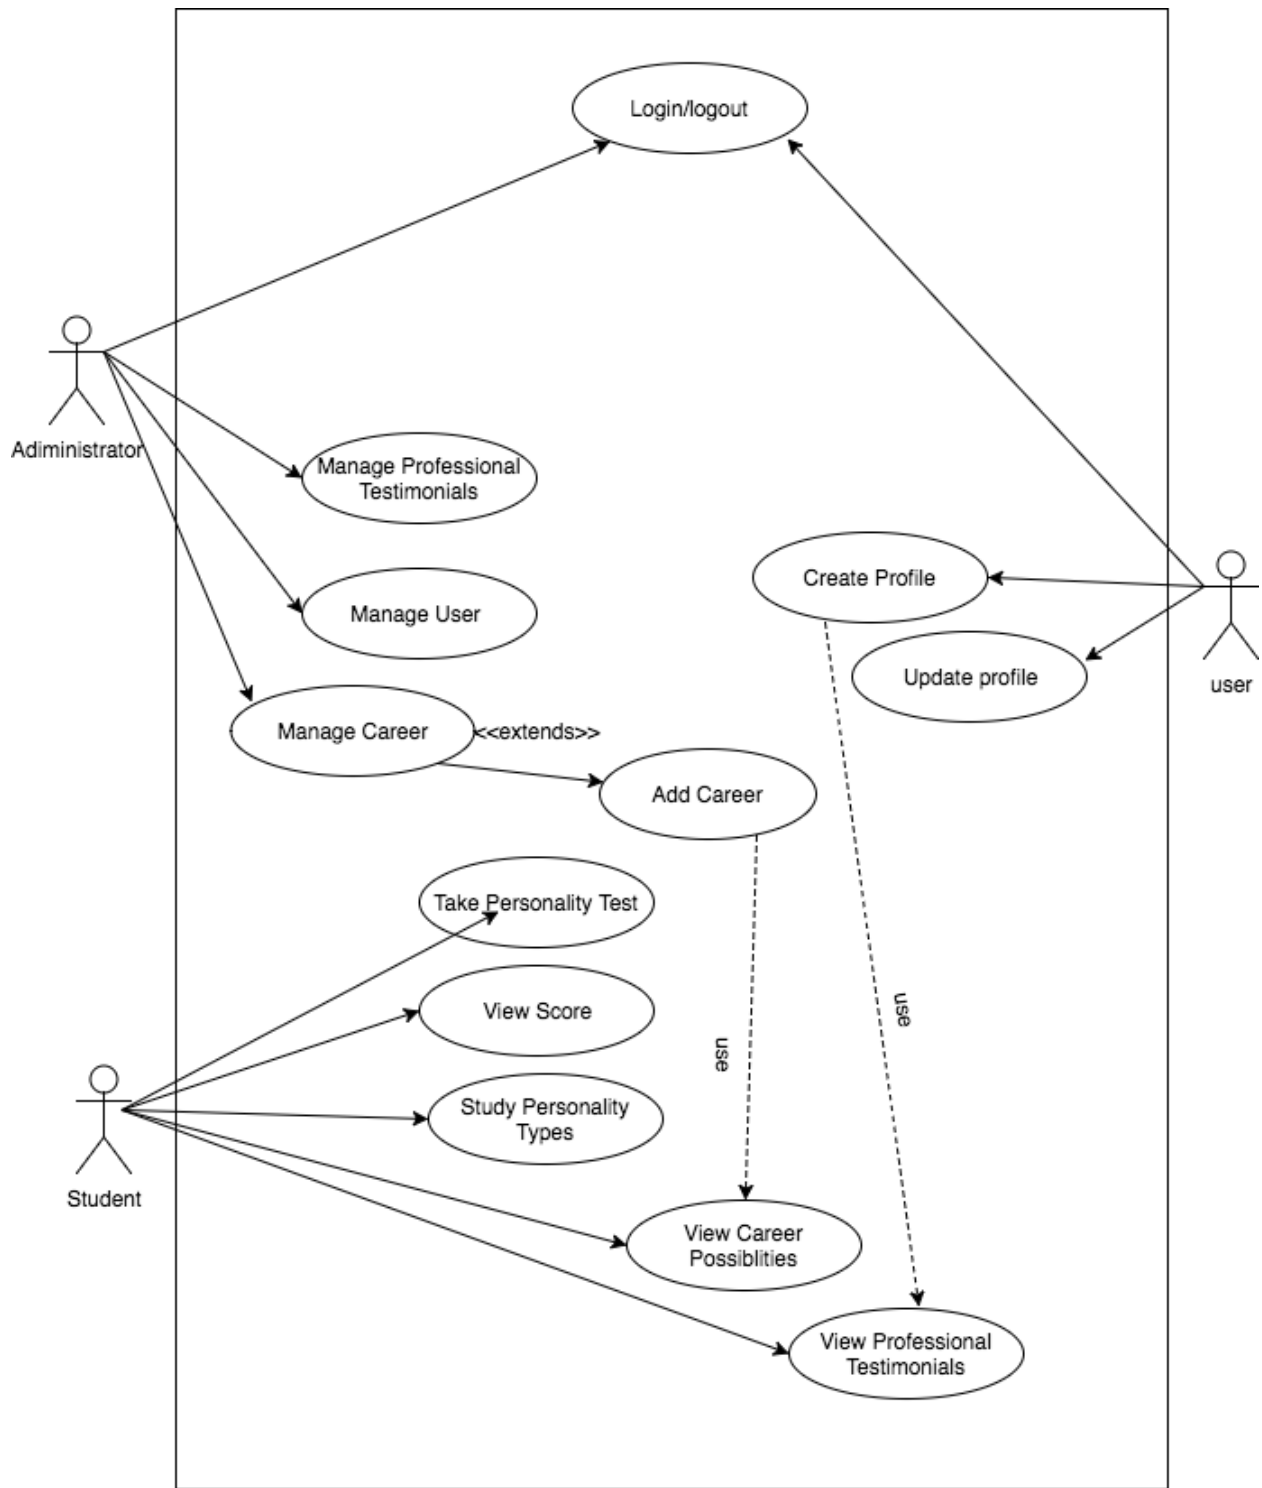 Login/logout
Adiministrator
Manage Professional
Testimonials
Create Profile
Manage User
Update profile
user
Manage Career
<<extends>>
Add Career
Take Personality Test
View Score
use
use
Study Personality
Types
Student
View Career
Possiblities
View Professional
Testimonials